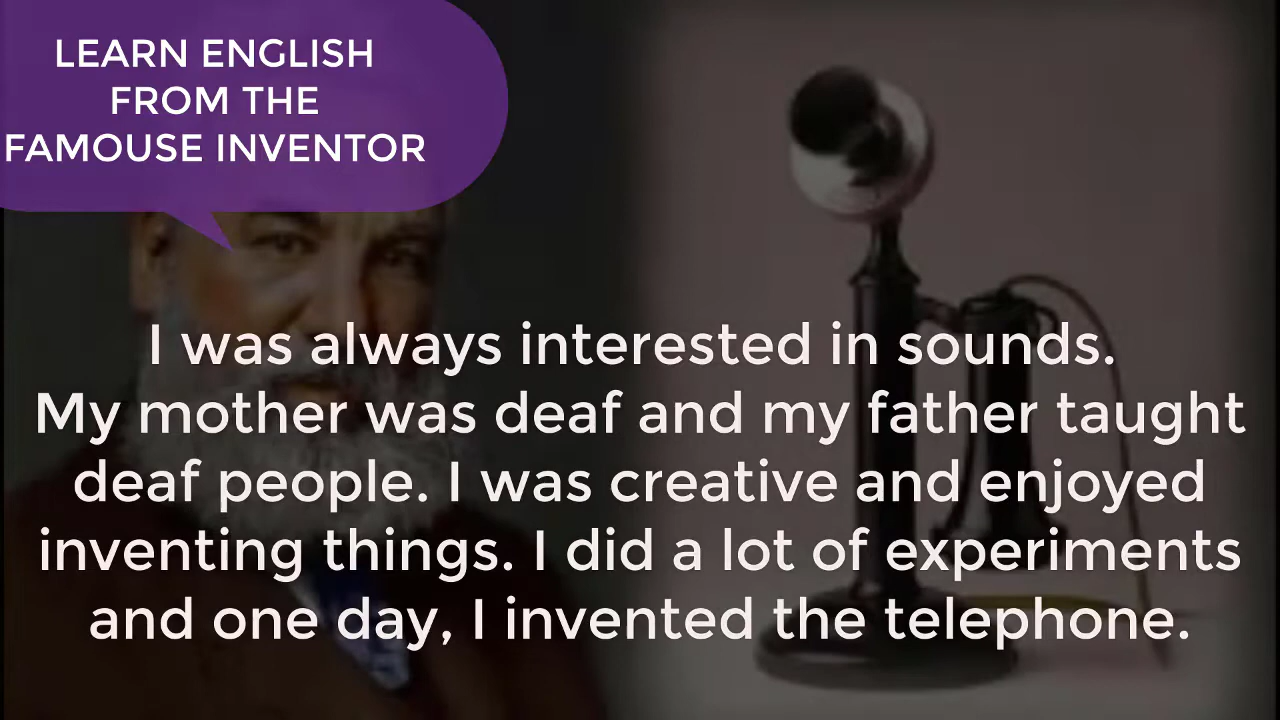 LEARN ENGLISH
FROM THE
FAMOUSE INVENTOR
I was always interested in sounds.
My mother was deaf and my father taught
deaf people. I was creative and enjoyed
inventing things. I did a lot of experiments
and one day, I invented the telephone.